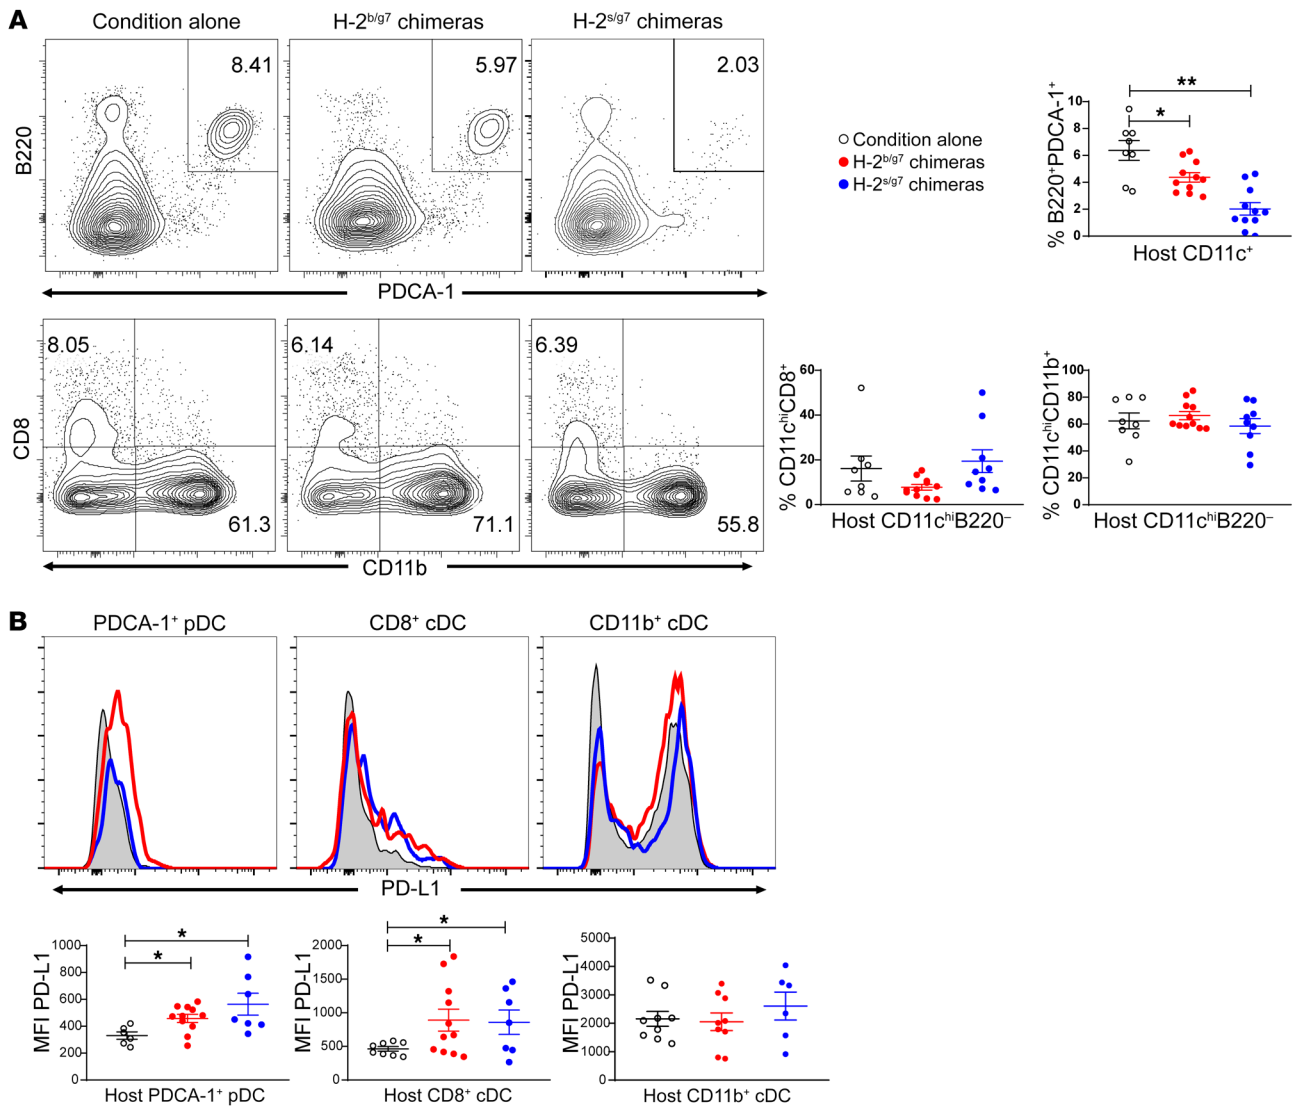 A
Condition alone
H-2b/g7 chimeras
H-2s/g7 chimeras
8.41
5.97
2.03
B220
PDCA-1
8.05
6.14
6.39
61.3
71.1
55.8
CD8
CD11b
Condition alone
H-2b/g7 chimeras
H-2s/g7 chimeras
% B220+PDCA-1+
10
8
6
4
2
0
*
**
Host CD11c+
% CD11chiCD8+
60
40
20
0
Host CD11chiB220–
% CD11chiCD11b+
100
80
60
40
20
0
Host CD11chiB220–
B
PDCA-1+ pDC
CD8+ cDC
CD11b+ cDC
PD-L1
MFI PD-L1
1000
800
600
400
200
0
*
*
Host PDCA-1+ pDC
MFI PD-L1
2000
1500
1000
500
0
*
*
Host CD8+ cDC
MFI PD-L1
5000
4000
3000
2000
1000
0
Host CD11b+ cDC